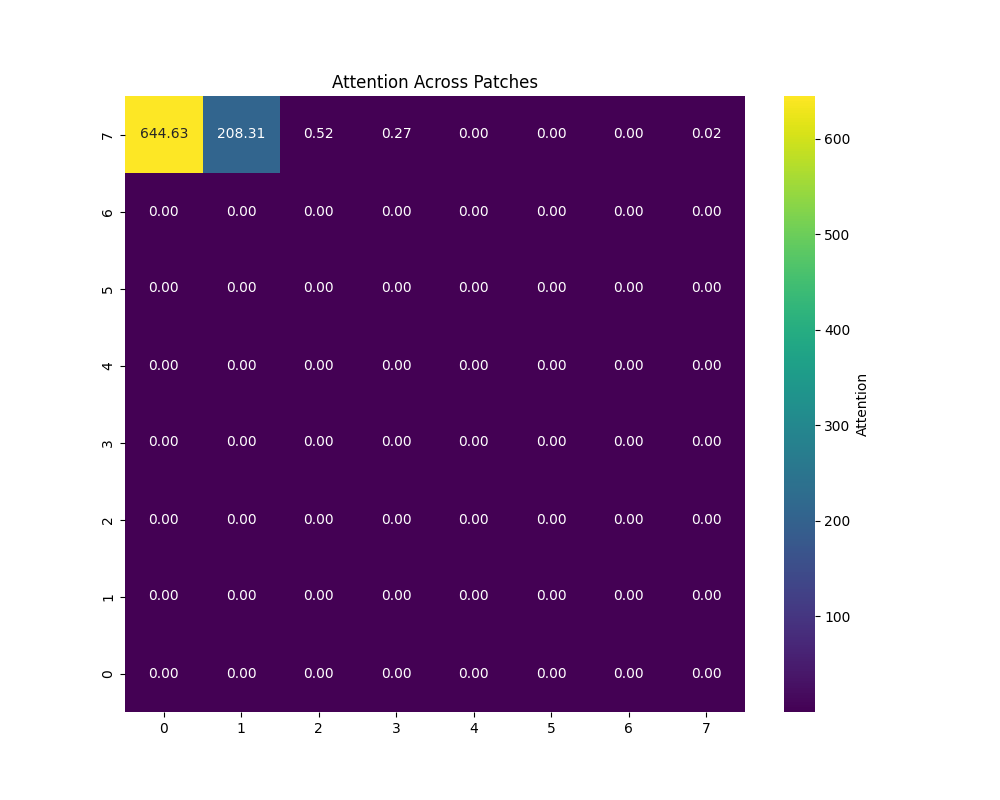 Attention Across Patches
7 644.63 208.31 0.52 0.27 0.00 0.00 0.00 0.02
6 0.00 0.00 0.00 0.00 0.00 0.00 0.00 0.00
5 0.00 0.00 0.00 0.00 0.00 0.00 0.00 0.00
4 0.00 0.00 0.00 0.00 0.00 0.00 0.00 0.00
3 0.00 0.00 0.00 0.00 0.00 0.00 0.00 0.00
2 0.00 0.00 0.00 0.00 0.00 0.00 0.00 0.00
1 0.00 0.00 0.00 0.00 0.00 0.00 0.00 0.00
0 0.00 0.00 0.00 0.00 0.00 0.00 0.00 0.00
0 1 2 3 4 5 6 7
600
500
400
300
200
100
Attention